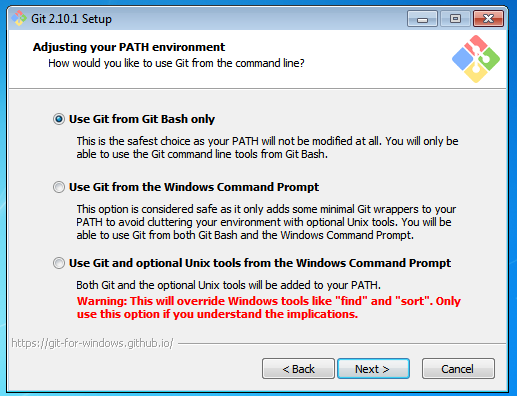 Git 2.10.1 Setup
Adjusting your PATH environment
How would you like to use Git from the command line?
Use Git from Git Bash only
This is the safest choice as your PATH will not be modified at all. You will only be
able to use the Git command line tools from Git Bash.
Use Git from the Windows Command Prompt
This option is considered safe as it only adds some minimal Git wrappers to your
PATH to avoid cluttering your environment with optional Unix tools. You will be
able to use Git from both Git Bash and the Windows Command Prompt.
Use Git and optional Unix tools from the Windows Command Prompt
Both Git and the optional Unix tools will be added to your PATH.
Warning: This will override Windows tools like "find" and "sort". Only
use this option if you understand the implications.
https://git-for-windows.github.io/
< Back Next > Cancel